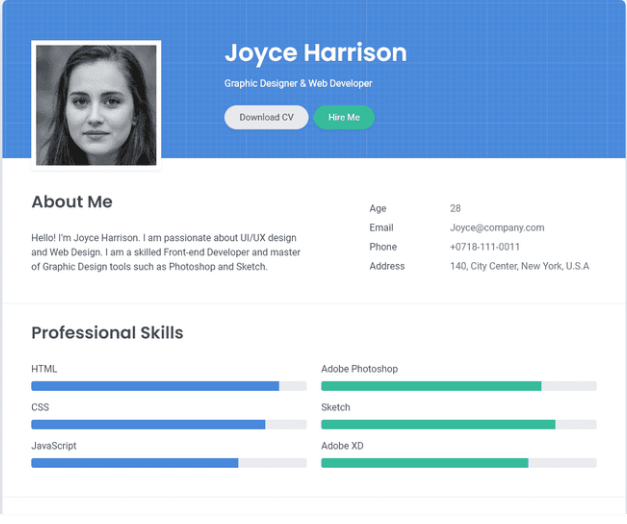 Joyce Harrison
Graphic Designer & Web Developer
Download CV
Hire Me
About Me
Hello! I'm Joyce Harrison. I am passionate about UI/UX design
and Web Design. I am a skilled Front-end Developer and master
of Graphic Design tools such as Photoshop and Sketch.
Age 28
Email Joyce@company.com
Phone +0718-111-0011
Address 140, City Center, New York, U.S.A
Professional Skills
HTML
CSS
JavaScript
Adobe Photoshop
Sketch
Adobe XD